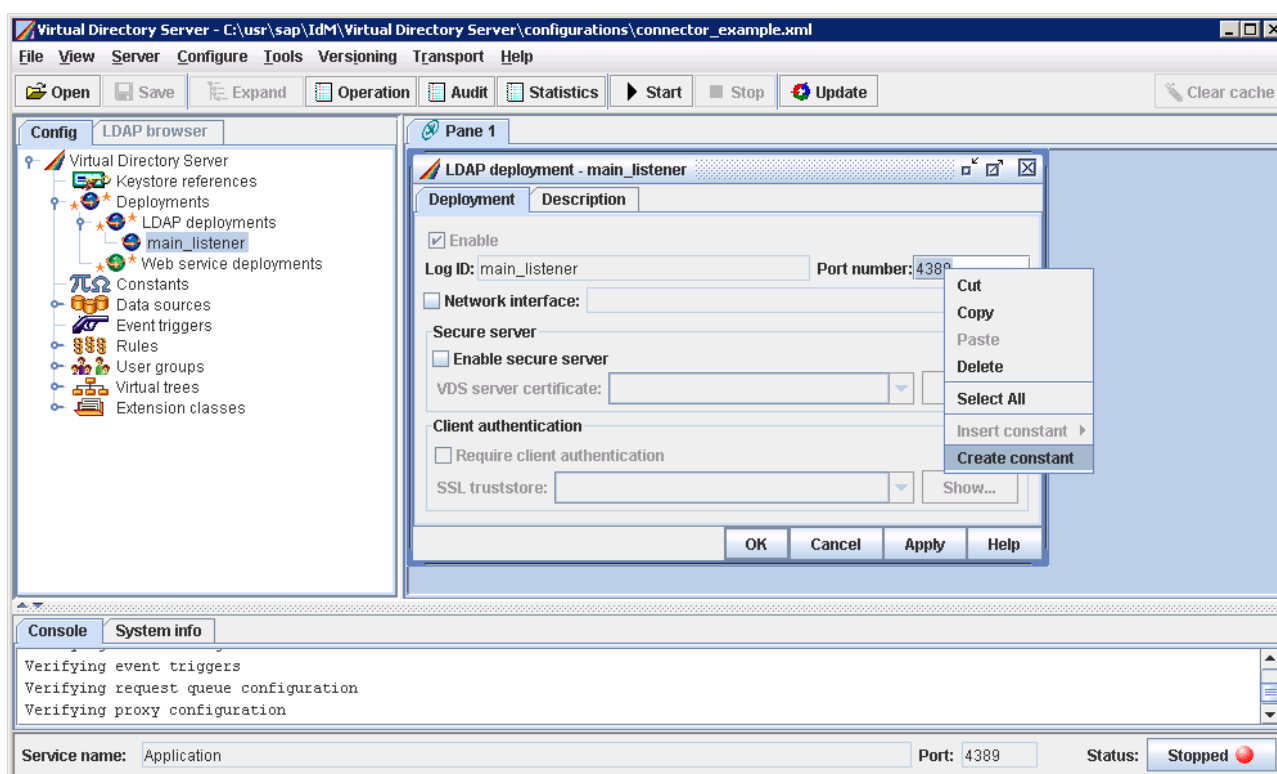 Virtual Directory Server - C:\usr\sap\IdM\Virtual Directory Server\configurations\connector_example.xml
File View Server Configure Tools Versioning Transport Help
Open Save Expand Operation Audit Statistics Start Stop Update Clear cache
Config LDAP browser
Virtual Directory Server
Keystore references
Deployments
LDAP deployments
main_listener
Web service deployments
Constants
Data sources
Event triggers
Rules
User groups
Virtual trees
Extension classes
Pane 1
LDAP deployment - main_listener
Deployment Description
Enable
Log ID: main_listener Port number: 4389
Network interface:
Secure server
Enable secure server
VDS server certificate:
Client authentication
Require client authentication
SSL truststore: Show...
OK Cancel Apply Help
Cut
Copy
Paste
Delete
Select All
Insert constant
Create constant
Console System info
Verifying event triggers
Verifying request queue configuration
Verifying proxy configuration
Service name: Application Port: 4389 Status: Stopped